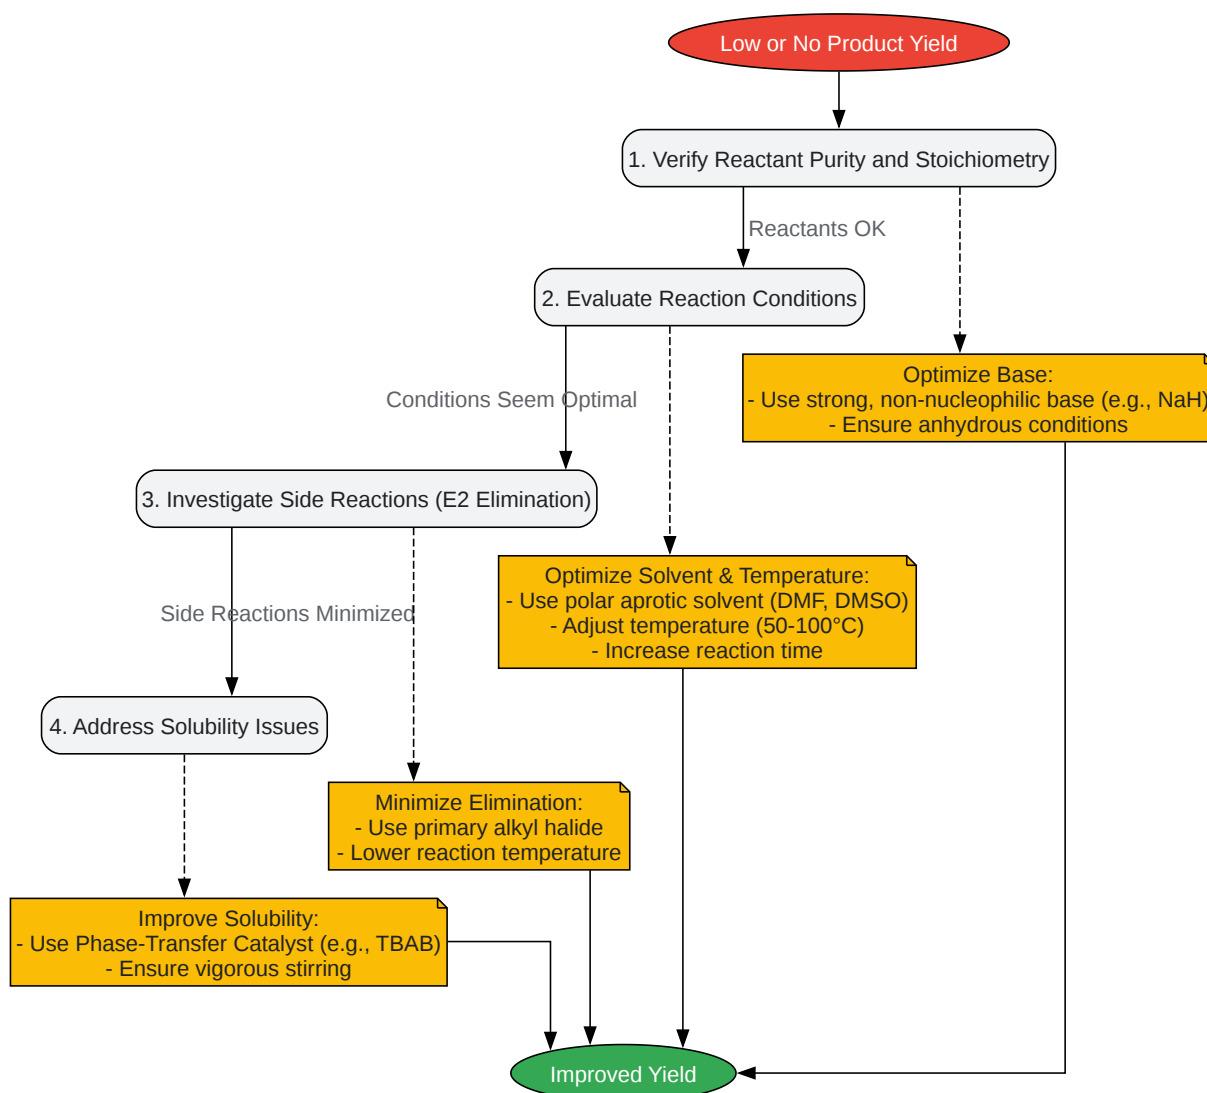 Low or No Product Yield
1. Verify Reactant Purity and Stoichiometry
Reactants OK
2. Evaluate Reaction Conditions
Optimize Base:
- Use strong, non-nucleophilic base (e.g., NaH)
- Ensure anhydrous conditions
Conditions Seem Optimal
3. Investigate Side Reactions (E2 Elimination)
Optimize Solvent & Temperature:
- Use polar aprotic solvent (DMF, DMSO)
- Adjust temperature (50-100°C)
- Increase reaction time
Side Reactions Minimized
4. Address Solubility Issues
Minimize Elimination:
- Use primary alkyl halide
- Lower reaction temperature
Improve Solubility:
- Use Phase-Transfer Catalyst (e.g., TBAB)
- Ensure vigorous stirring
Improved Yield